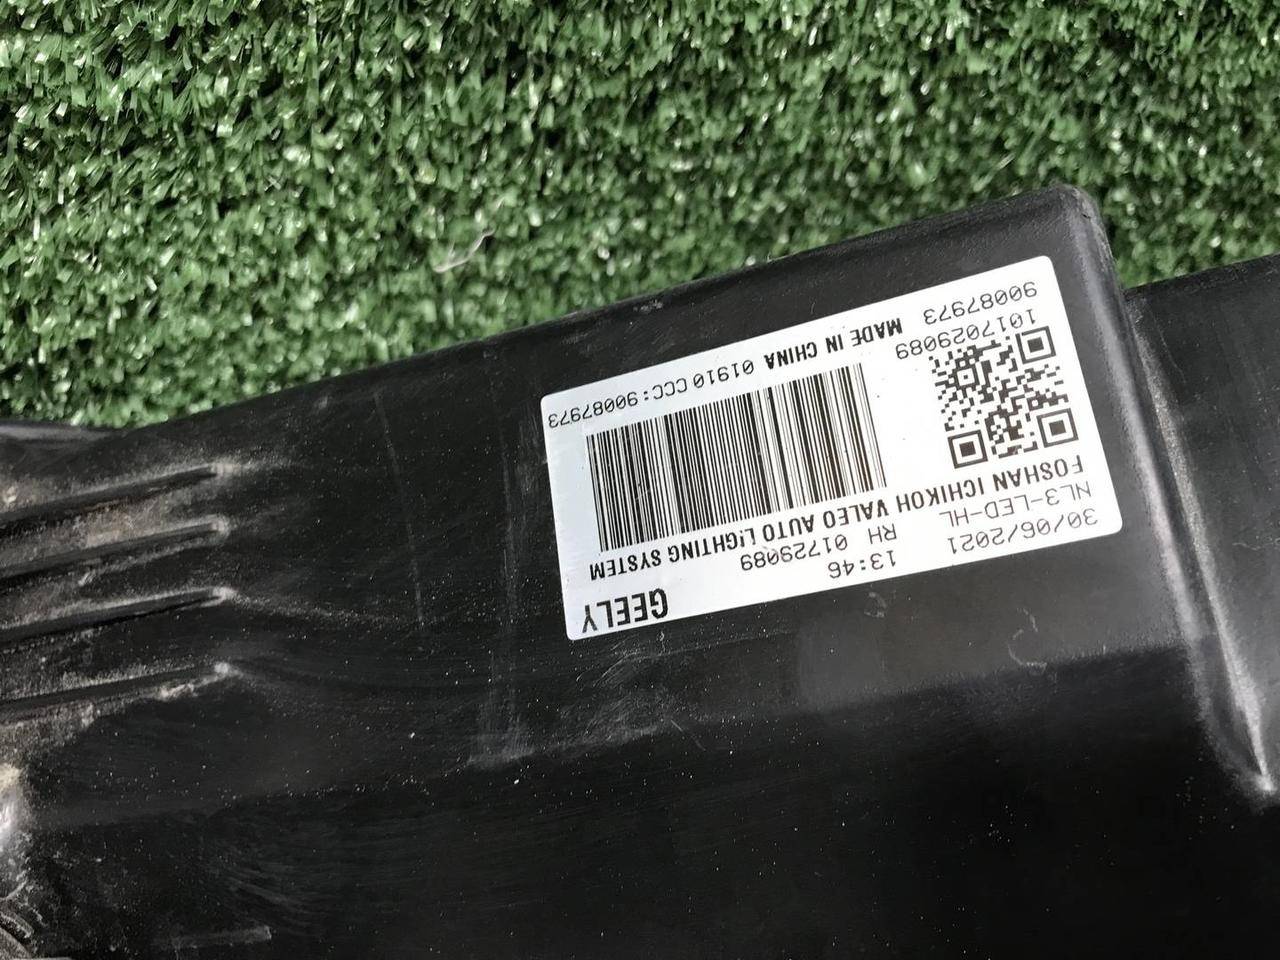 30/06/2021 13:46 GEELY
NL3-LED-HL RH 01729089
FOSHAN ICHIKOH VALEO AUTO LIGHTING SYSTEM
1017029089
90087973 MADE IN CHINA 01910 CCC:90087973